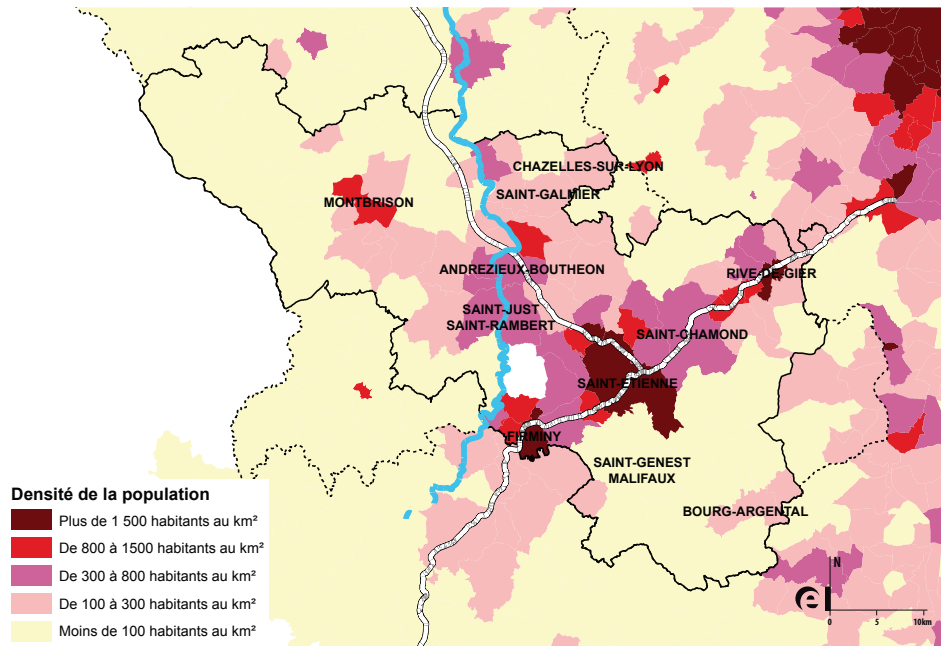 CHAZELLES-SUR-LYON
SAINT-GALMIER
MONTBRISON
ANDREZIEUX-BOUTHEON
RIVE-DE-GIER
SAINT-JUST
SAINT-RAMBERT
SAINT-CHAMOND
SAINT-ETIENNE
FIRMINY
SAINT-GENEST
MALIFAUX
BOURG-ARGENTAL
Densité de la population
Plus de 1 500 habitants au km²
De 800 à 1500 habitants au km²
De 300 à 800 habitants au km²
De 100 à 300 habitants au km²
Moins de 100 habitants au km²
N
0 5 10km